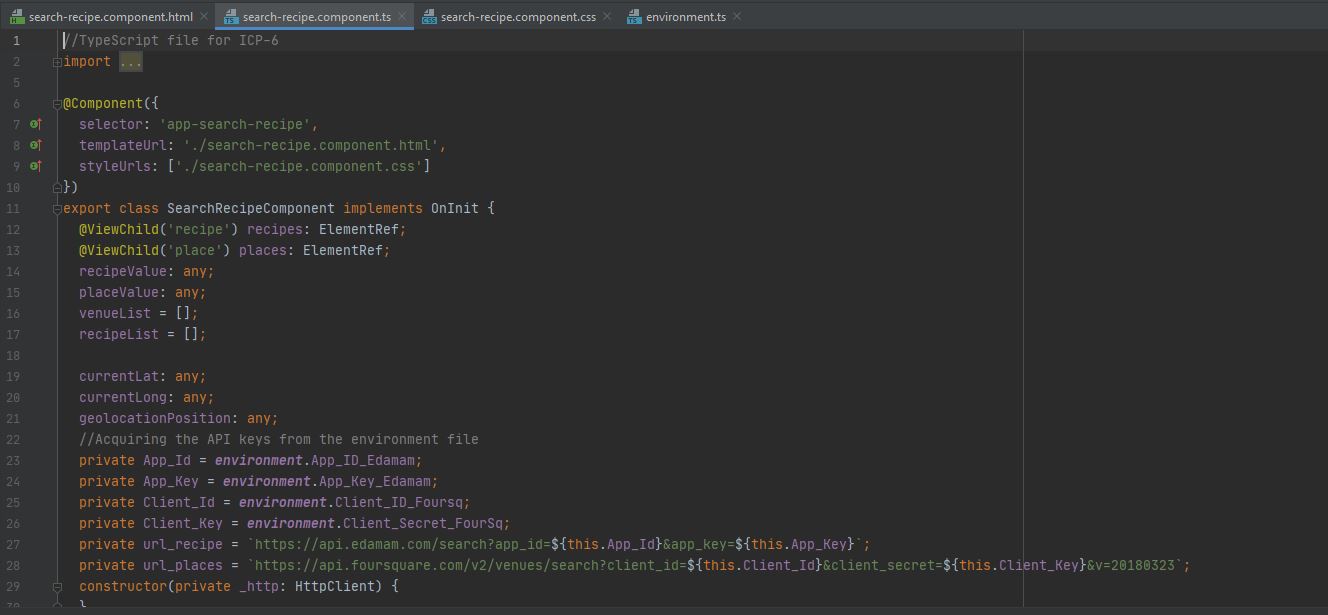 search-recipe.component.html search-recipe.component.ts search-recipe.component.css environment.ts
1 //TypeScript file for ICP-6
2 import ...
5
6 @Component({
7 selector: 'app-search-recipe',
8 templateUrl: './search-recipe.component.html',
9 styleUrls: ['./search-recipe.component.css']
10 })
11 export class SearchRecipeComponent implements OnInit {
12 @ViewChild('recipe') recipes: ElementRef;
13 @ViewChild('place') places: ElementRef;
14 recipeValue: any;
15 placeValue: any;
16 venueList = [];
17 recipeList = [];
18
19 currentLat: any;
20 currentLong: any;
21 geolocationPosition: any;
22 //Acquiring the API keys from the environment file
23 private App_Id = environment.App_ID_Edamam;
24 private App_Key = environment.App_Key_Edamam;
25 private Client_Id = environment.Client_ID_Foursq;
26 private Client_Key = environment.Client_Secret_FourSq;
27 private url_recipe = `https://api.edamam.com/search?app_id=${this.App_Id}&app_key=${this.App_Key}`;
28 private url_places = `https://api.foursquare.com/v2/venues/search?client_id=${this.Client_Id}&client_secret=${this.Client_Key}&v=20180323`;
29 constructor(private _http: HttpClient) {
30 }